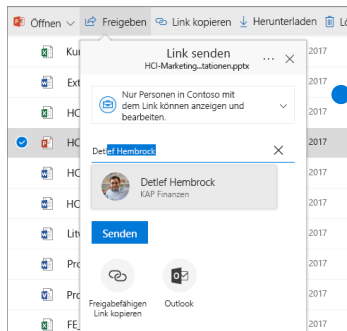 Öffnen Freigeben Link kopieren Herunterladen Lö
Link senden
HCI-Marketing...tationen.pptx
Nur Personen in Contoso mit
dem Link können anzeigen und
bearbeiten.
Detlef Hembrock
Detlef Hembrock
KAP Finanzen
Senden
Freigabefähigen
Link kopieren
Outlook
Kur
2017
Ext
2017
HC
2017
HC
2017
HC
2017
HC
2017
Litv
2017
Pro
2017
Pro
2017
FE_
2017